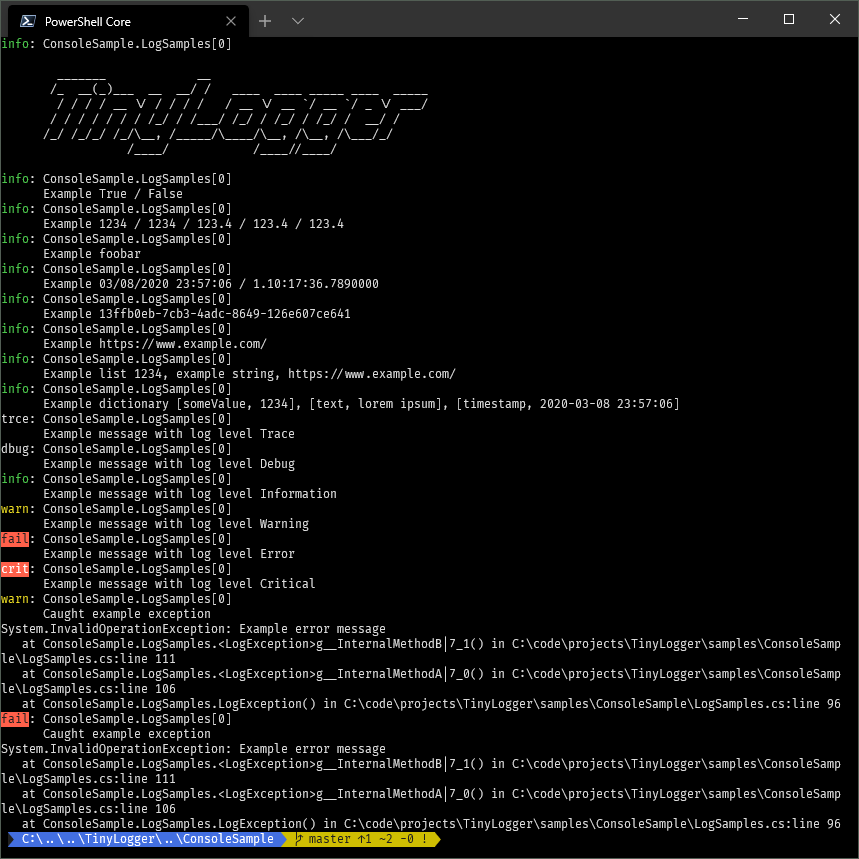 PowerShell Core
info: ConsoleSample.LogSamples[0]
       _______             __
      /_  __(_)___  __  __/ /   ____  ____ _____ ____  _____
       / / / / __ \/ / / / /   / __ \/ __ `/ __ `/ _ \/ ___/
      / / / / / / / /_/ / /___/ /_/ / /_/ / /_/ /  __/ /
     /_/ /_/_/ /_/\__, /_____/\____/\__, /\__, /\___/_/
                 /____/            /____//____/
info: ConsoleSample.LogSamples[0]
      Example True / False
info: ConsoleSample.LogSamples[0]
      Example 1234 / 1234 / 123.4 / 123.4 / 123.4
info: ConsoleSample.LogSamples[0]
      Example foobar
info: ConsoleSample.LogSamples[0]
      Example 03/08/2020 23:57:06 / 1.10:17:36.7890000
info: ConsoleSample.LogSamples[0]
      Example 13ffb0eb-7cb3-4adc-8649-126e607ce641
info: ConsoleSample.LogSamples[0]
      Example https://www.example.com/
info: ConsoleSample.LogSamples[0]
      Example list 1234, example string, https://www.example.com/
info: ConsoleSample.LogSamples[0]
      Example dictionary [someValue, 1234], [text, lorem ipsum], [timestamp, 2020-03-08 23:57:06]
trce: ConsoleSample.LogSamples[0]
      Example message with log level Trace
dbug: ConsoleSample.LogSamples[0]
      Example message with log level Debug
info: ConsoleSample.LogSamples[0]
      Example message with log level Information
warn: ConsoleSample.LogSamples[0]
      Example message with log level Warning
fail: ConsoleSample.LogSamples[0]
      Example message with log level Error
crit: ConsoleSample.LogSamples[0]
      Example message with log level Critical
warn: ConsoleSample.LogSamples[0]
      Caught example exception
System.InvalidOperationException: Example error message
   at ConsoleSample.LogSamples.<LogException>g__InternalMethodB|7_1() in C:\code\projects\TinyLogger\samples\ConsoleSamp
le\LogSamples.cs:line 111
   at ConsoleSample.LogSamples.<LogException>g__InternalMethodA|7_0() in C:\code\projects\TinyLogger\samples\ConsoleSamp
le\LogSamples.cs:line 106
   at ConsoleSample.LogSamples.LogException() in C:\code\projects\TinyLogger\samples\ConsoleSample\LogSamples.cs:line 96
fail: ConsoleSample.LogSamples[0]
      Caught example exception
System.InvalidOperationException: Example error message
   at ConsoleSample.LogSamples.<LogException>g__InternalMethodB|7_1() in C:\code\projects\TinyLogger\samples\ConsoleSamp
le\LogSamples.cs:line 111
   at ConsoleSample.LogSamples.<LogException>g__InternalMethodA|7_0() in C:\code\projects\TinyLogger\samples\ConsoleSamp
le\LogSamples.cs:line 106
   at ConsoleSample.LogSamples.LogException() in C:\code\projects\TinyLogger\samples\ConsoleSample\LogSamples.cs:line 96
C:\..\..\TinyLogger\..\ConsoleSample master ↑1 ~2 -0 !